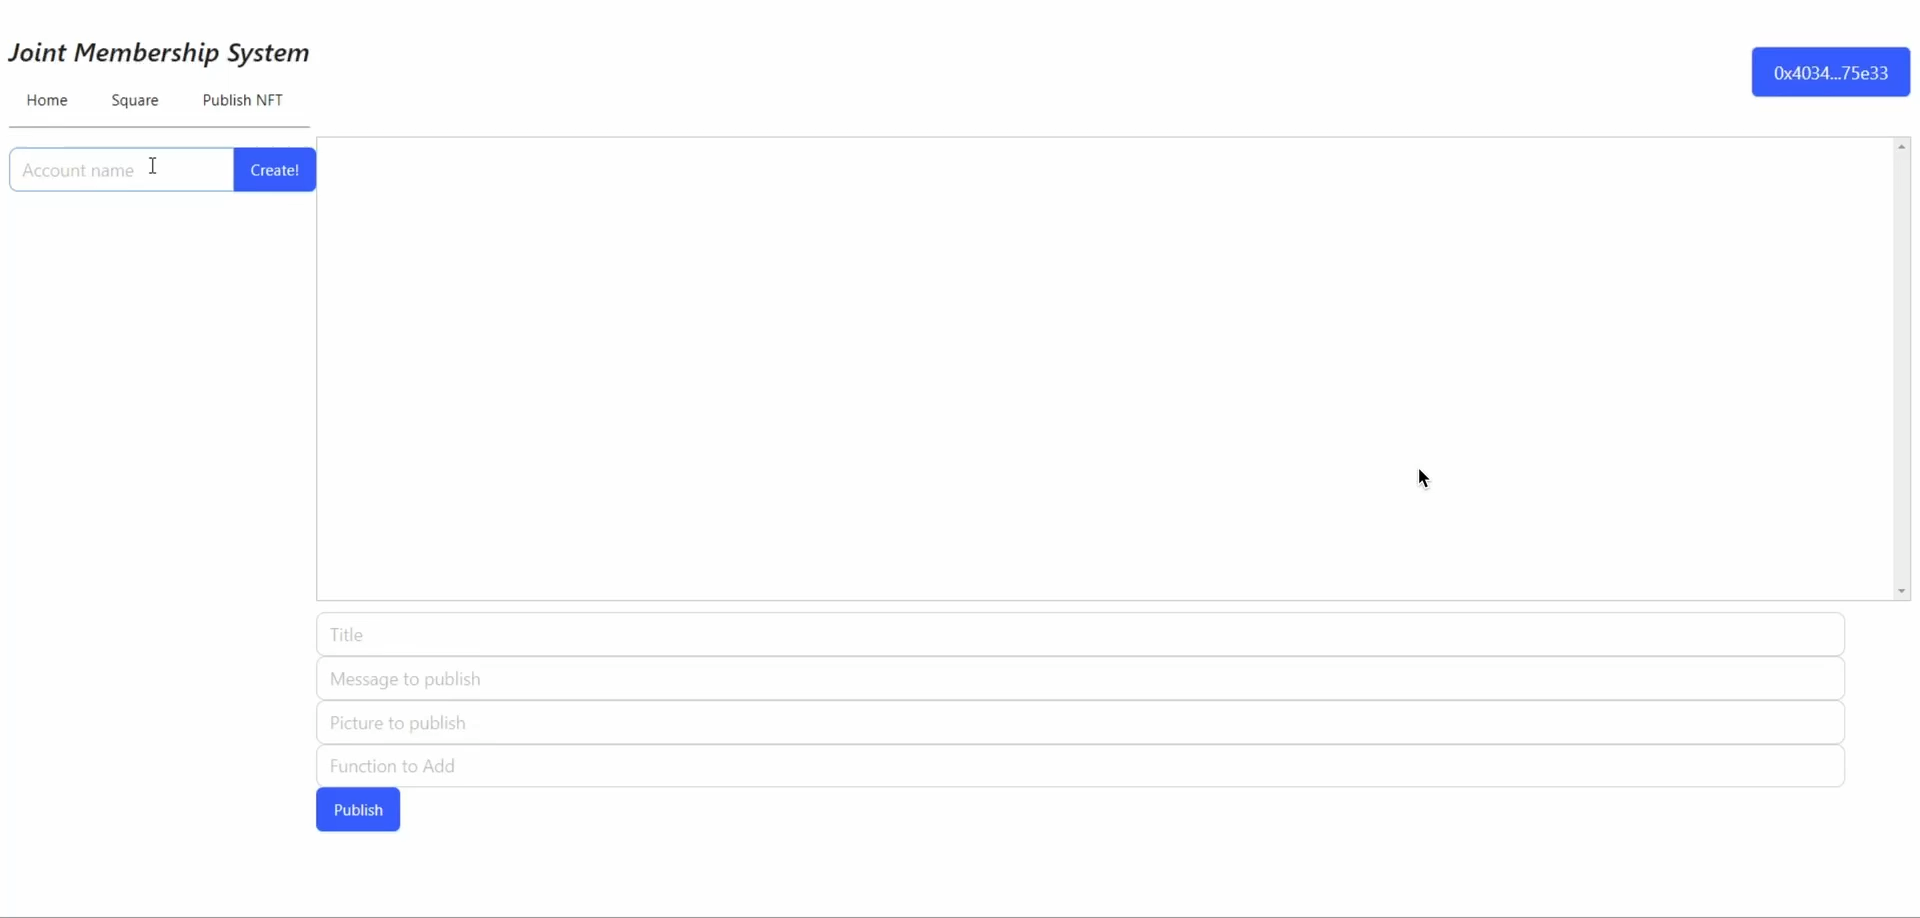 Joint Membership System
0x4034...75e33
Home Square Publish NFT
Account name Create!
Title
Message to publish
Picture to publish
Function to Add
Publish